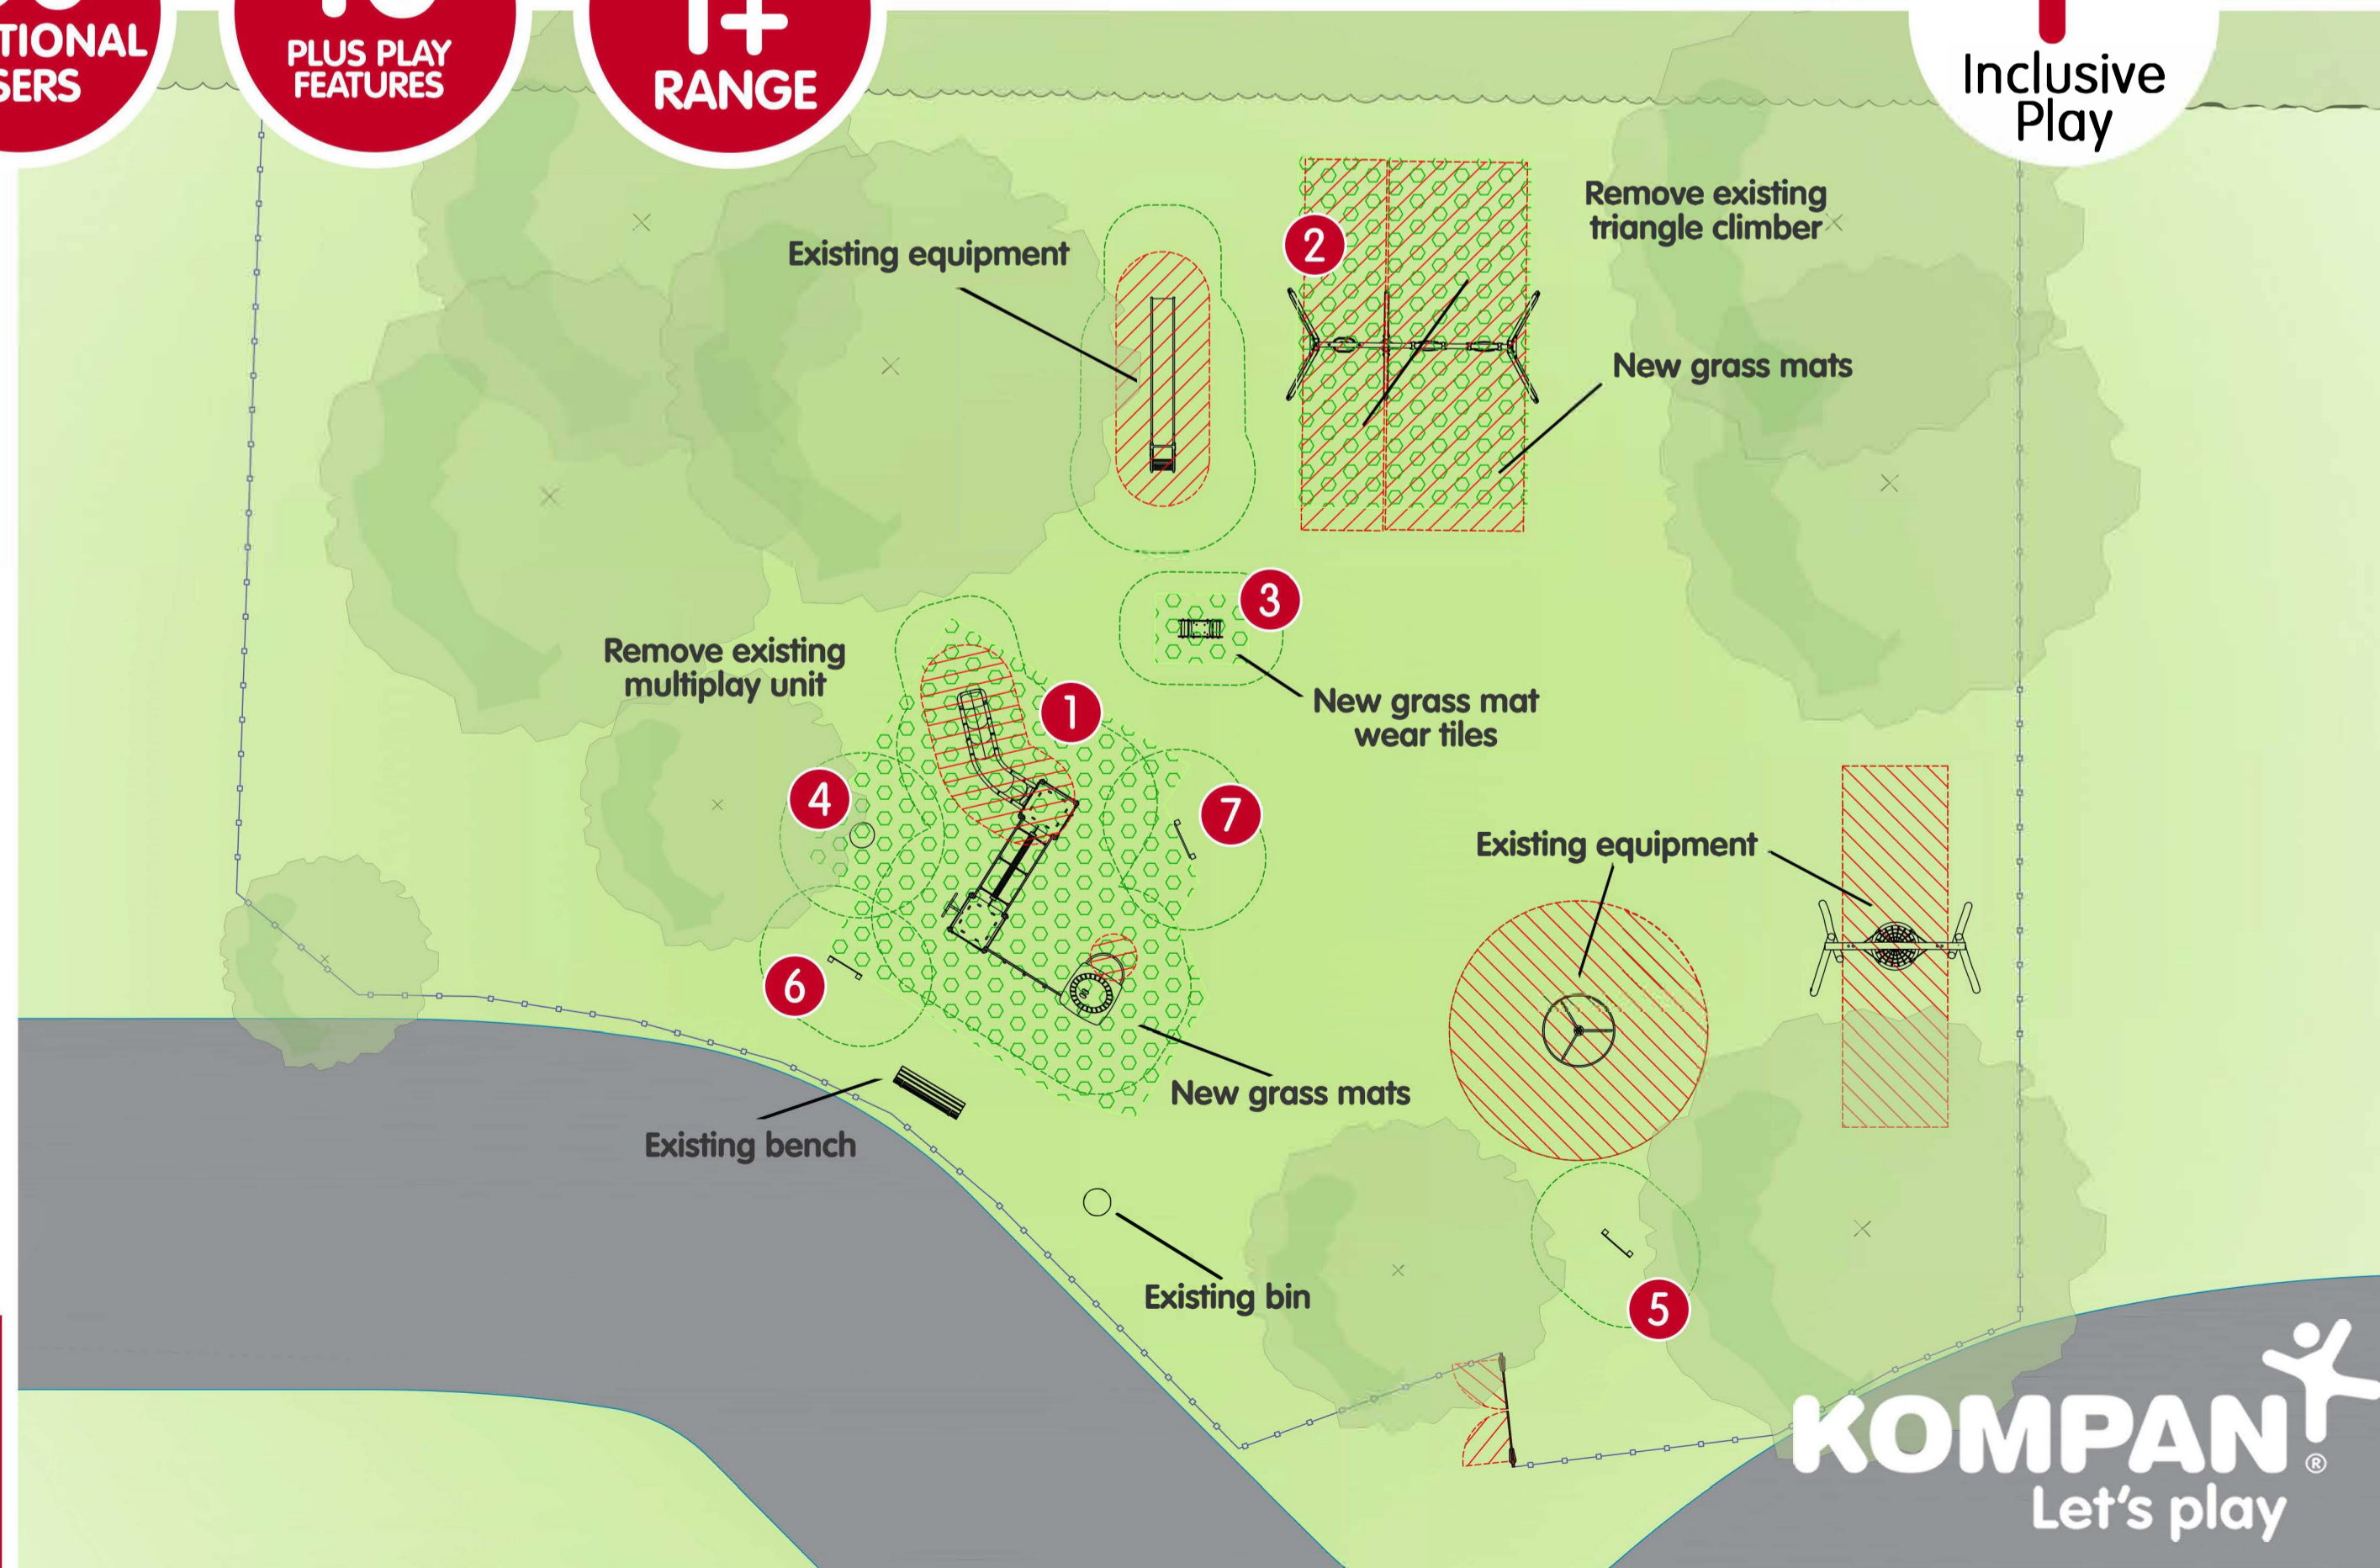 PLUS PLAY
FEATURES
1+
RANGE
Inclusive
Play
Existing equipment
2
Remove existing
triangle climber
New grass mats
3
Remove existing
multiplay unit
1
New grass mat
wear tiles
4
7
Existing equipment
6
New grass mats
Existing bench
Existing bin
5
KOMPAN
®
Let's play